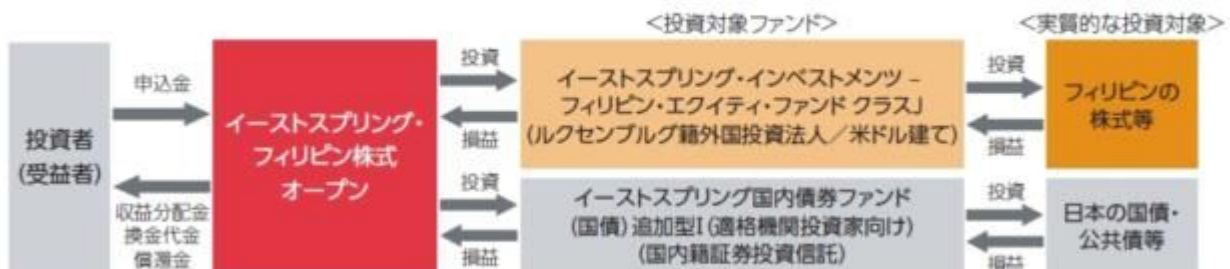 <投資対象ファンド>
<実質的な投資対象>
投資者
(受益者)
申込金
収益分配金
換金代金
償還金
イーストスプリング・
フィリピン株式
オープン
投資
損益
イーストスプリング・インベストメンツ –
フィリピン・エクイティ・ファンド クラスJ
(ルクセンブルグ籍外国投資法人/米ドル建て)
投資
損益
フィリピンの
株式等
投資
損益
イーストスプリング国内債券ファンド
(国債)追加型I(適格機関投資家向け)
(国内籍証券投資信託)
投資
損益
日本の国債・
公共債等